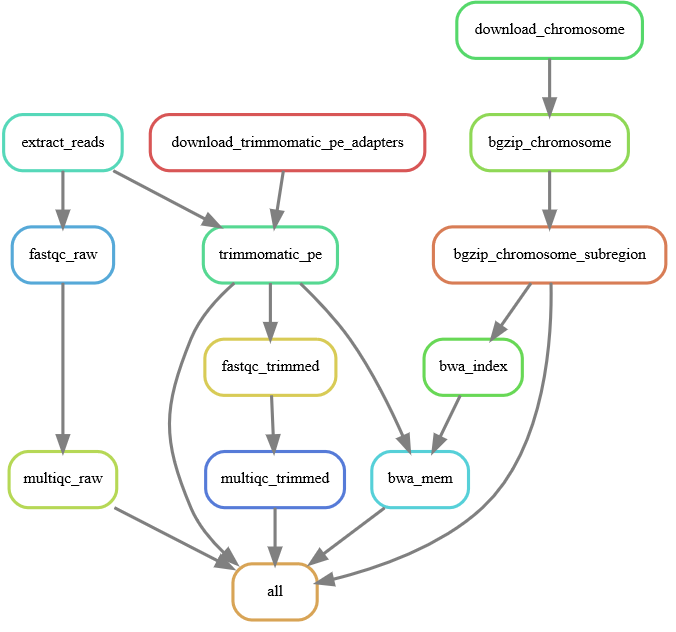 download_chromosome
extract_reads
download_trimmomatic_pe_adapters
bgzip_chromosome
fastqc_raw
trimmomatic_pe
bgzip_chromosome_subregion
fastqc_trimmed
bwa_index
multiqc_raw
multiqc_trimmed
bwa_mem
all